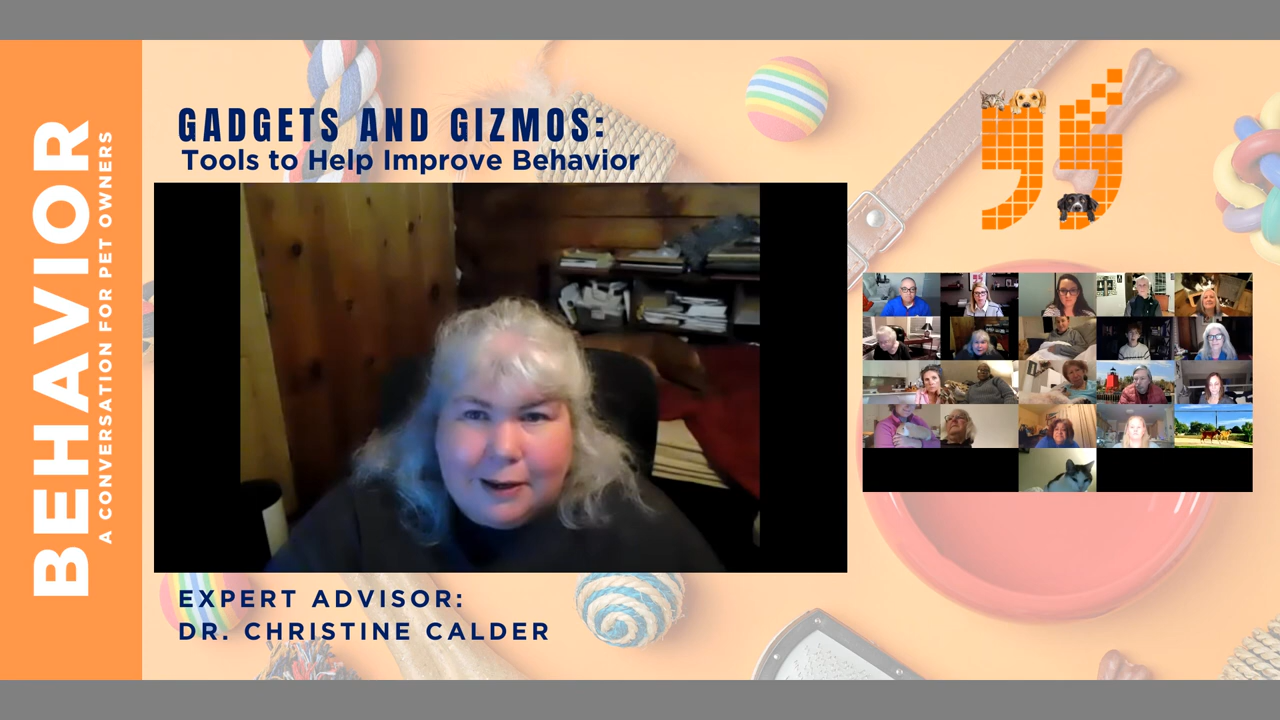 BEHAVIOR
A CONVERSATION FOR PET OWNERS
GADGETS AND GIZMOS:
Tools to Help Improve Behavior
EXPERT ADVISOR:
DR. CHRISTINE CALDER